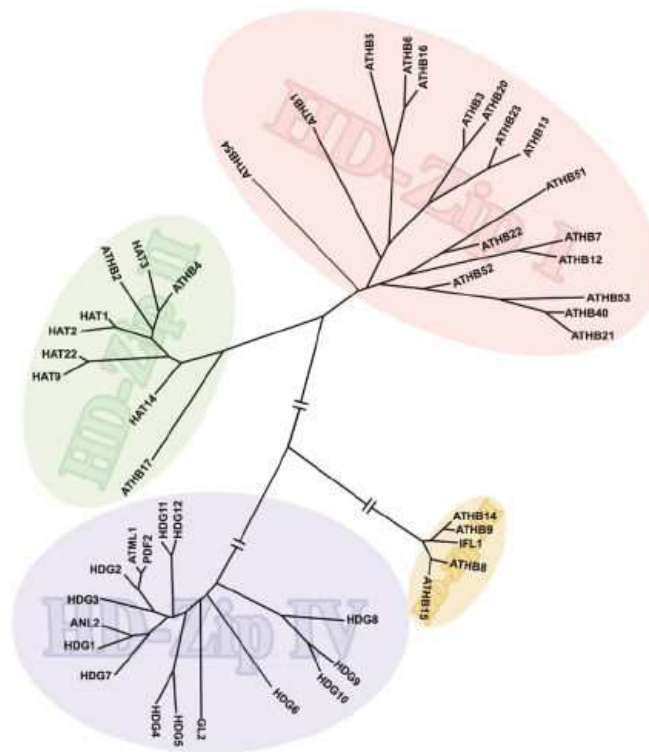 HD-Zip I
ATHB5
ATHB6
ATHB16
ATHB3
ATHB20
ATHB23
ATHB13
ATHB1
ATHB54
ATHB51
ATHB22
ATHB7
ATHB12
ATHB52
ATHB53
ATHB40
ATHB21
HD-Zip II
ATHB2
HAT3
ATHB4
HAT1
HAT2
HAT22
HAT9
HAT14
ATHB17
ATHB14
ATHB9
IFL1
ATHB8
ATHB15
HD-Zip IV
HDG11
HDG12
ATML1
PDF2
HDG2
HDG3
ANL2
HDG1
HDG7
HDG4
HDG5
GL2
HDG6
HDG8
HDG9
HDG10